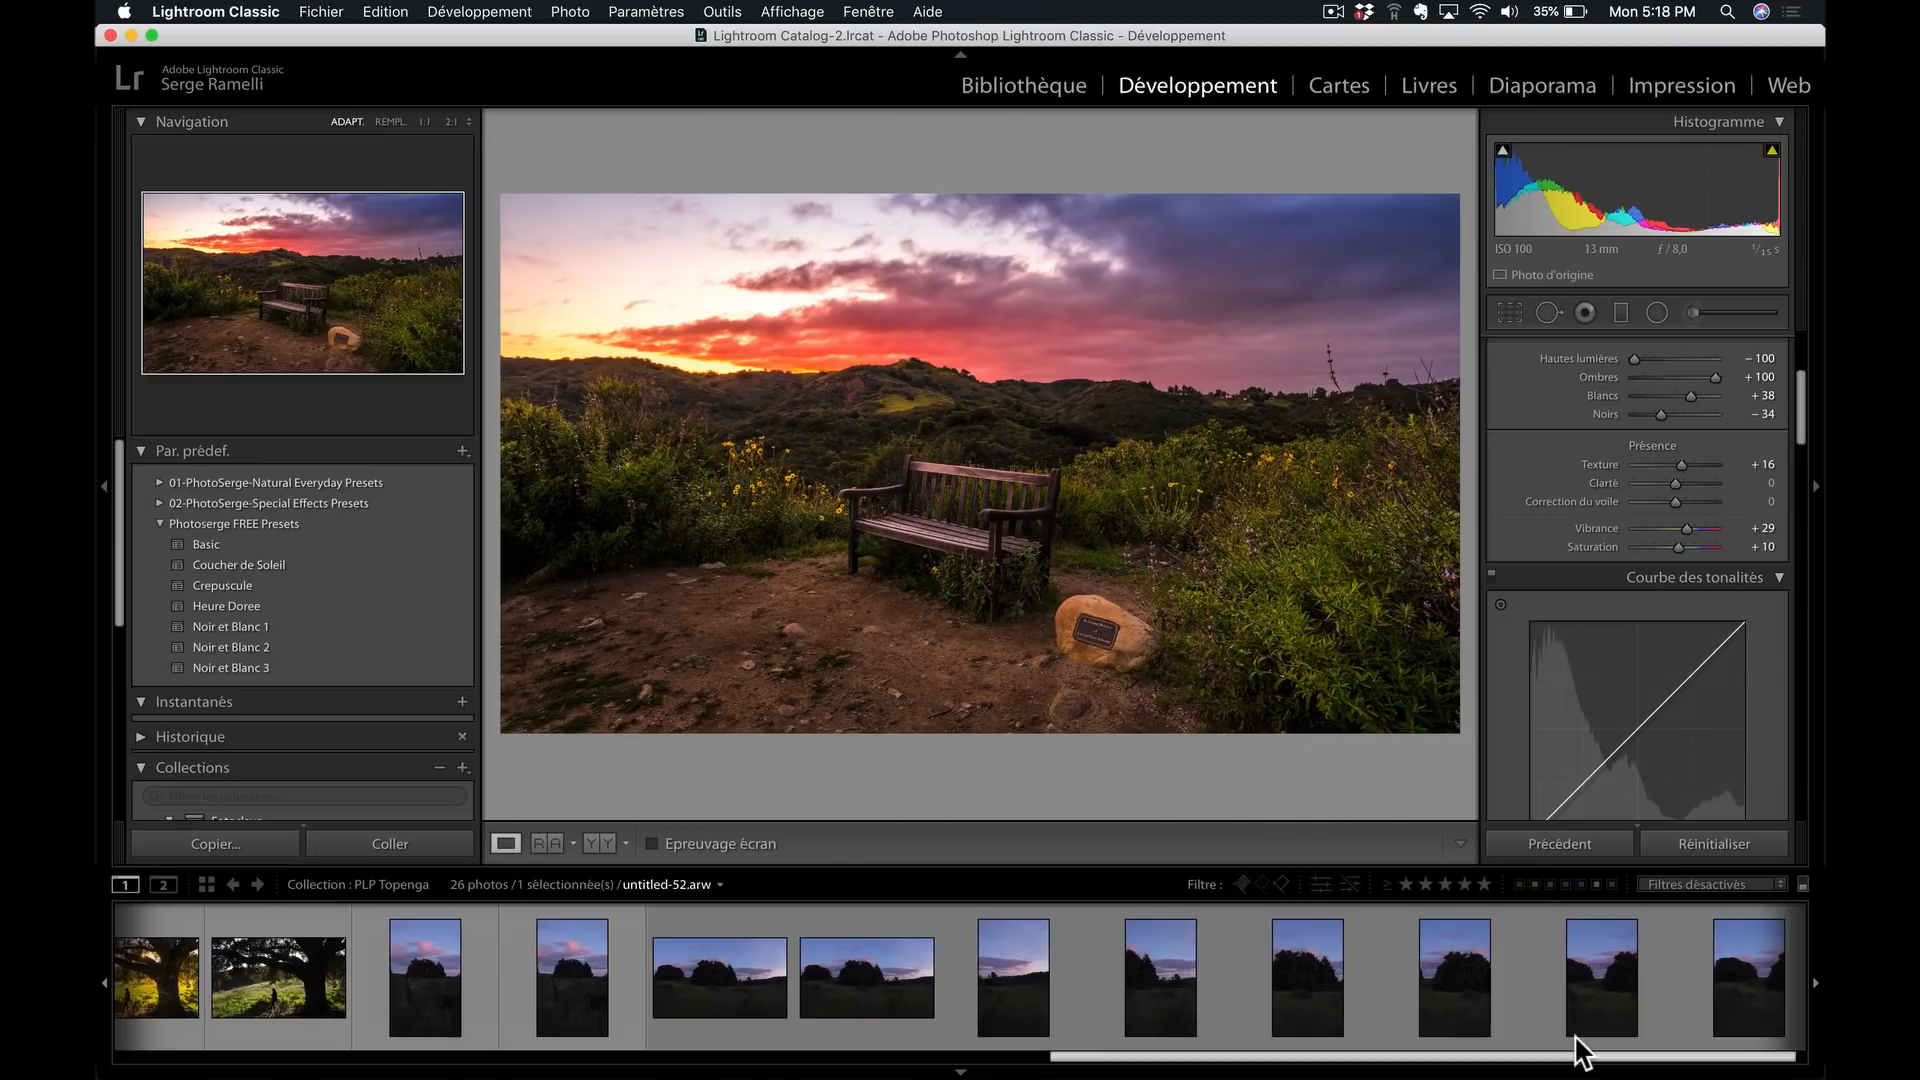 Lightroom Classic Fichier Edition Développement Photo Paramètres Outils Affichage Fenêtre Aide 35% Mon 5:18 PM
Lightroom Catalog-2.lrcat - Adobe Photoshop Lightroom Classic - Développement
Lr Adobe Lightroom Classic
Serge Ramelli
Bibliothèque | Développement | Cartes | Livres | Diaporama | Impression | Web
Navigation ADAPT. REMPL. 1:1 2:1
Histogramme
ISO 100 13 mm ƒ / 8,0 1/15 s
Photo d'origine
Hautes lumières - 100
Ombres + 100
Blancs + 38
Noirs - 34
Présence
Texture + 16
Clarté 0
Correction du voile 0
Vibrance + 29
Saturation + 10
Courbe des tonalités
Par. prédef.
01-PhotoSerge-Natural Everyday Presets
02-PhotoSerge-Special Effects Presets
Photoserge FREE Presets
Basic
Coucher de Soleil
Crepuscule
Heure Doree
Noir et Blanc 1
Noir et Blanc 2
Noir et Blanc 3
Instantanés
Historique
Collections
Copier... Coller
Epreuvage écran
Précédent Réinitialiser
1 2 Collection : PLP Topenga 26 photos /1 sélectionnée(s) /untitled-52.arw Filtre : Filtres désactivés